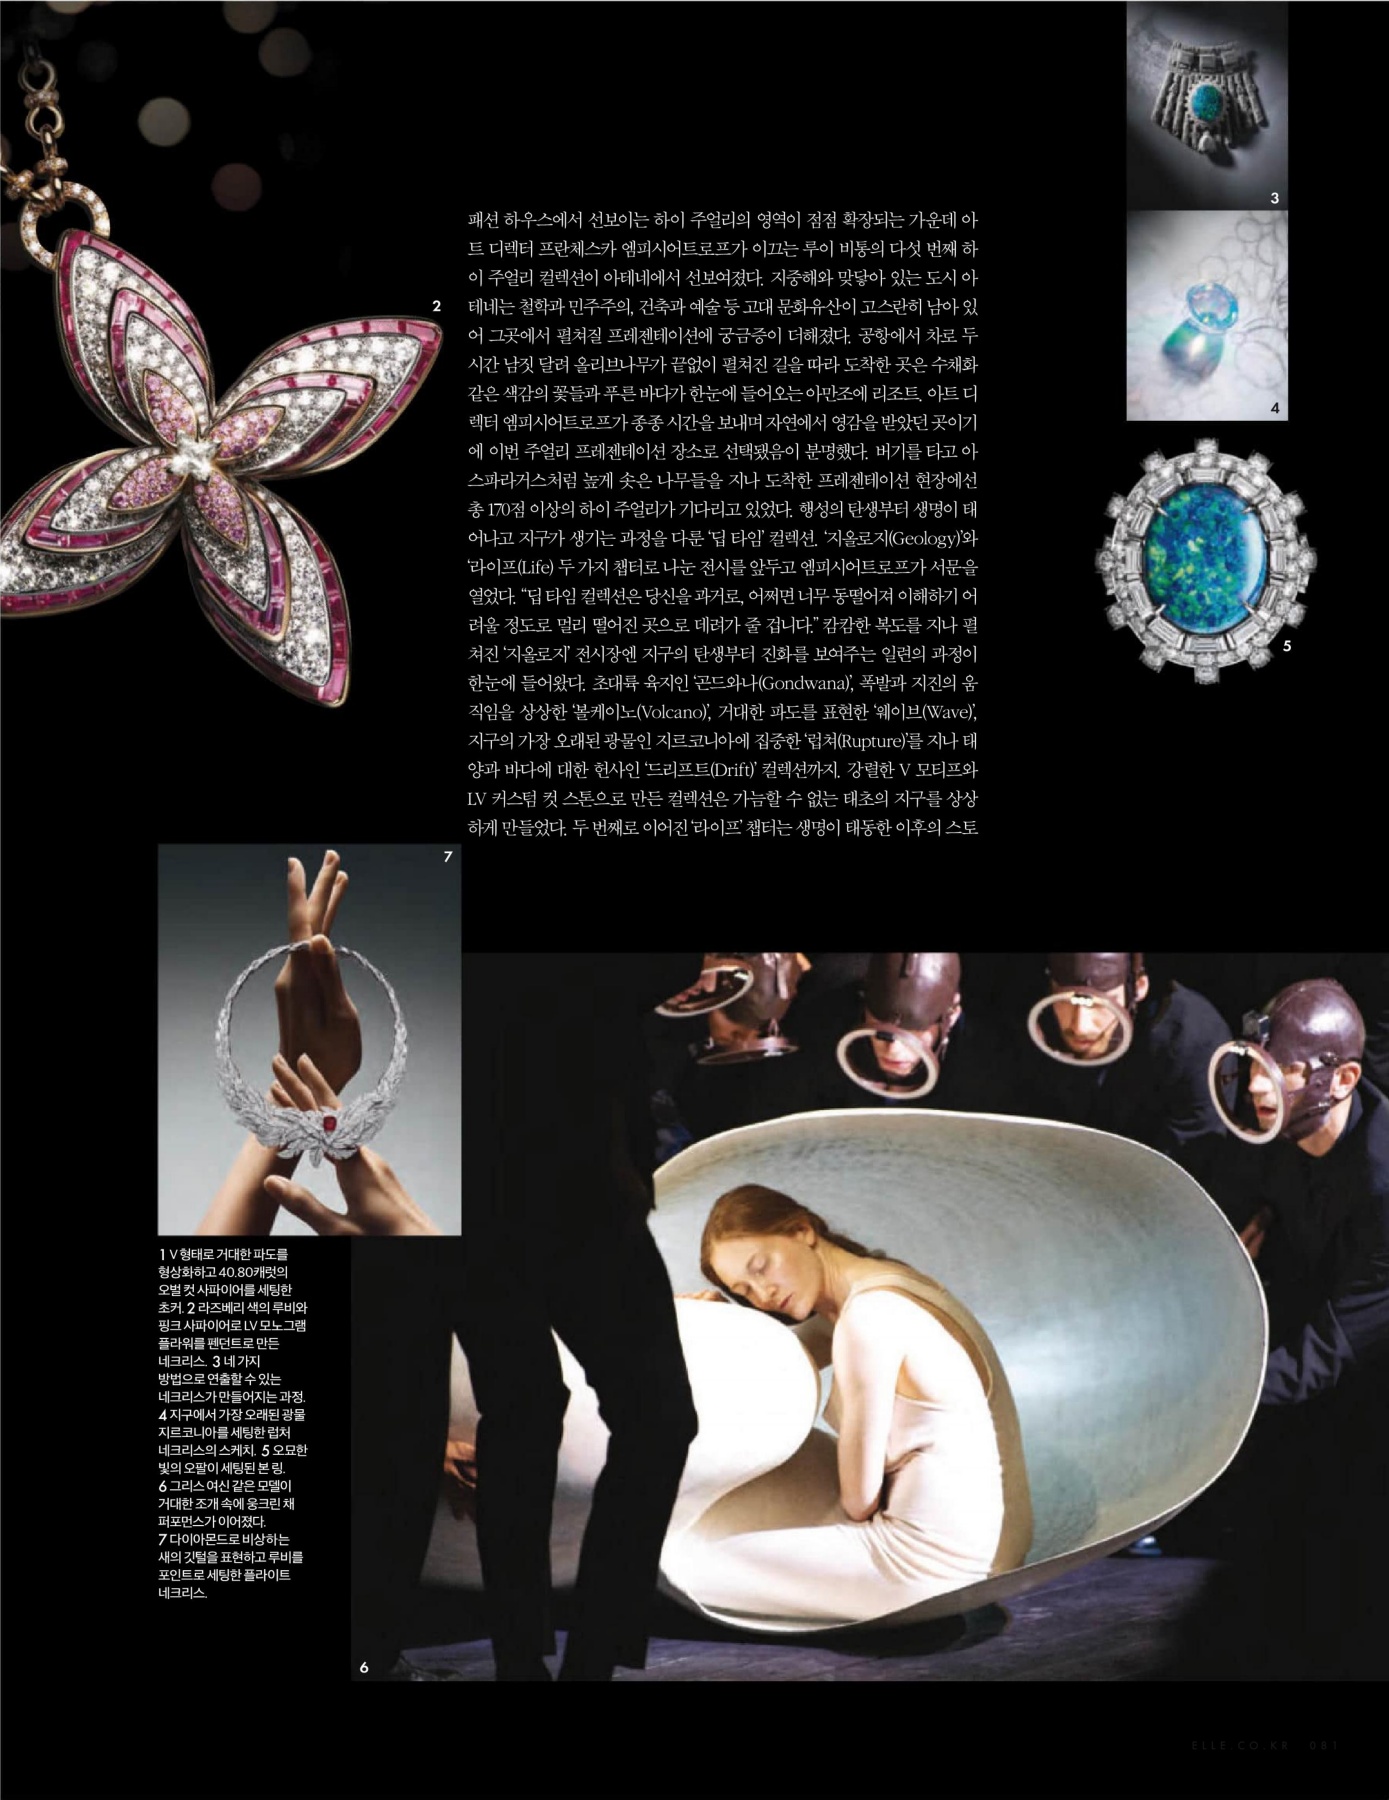 3
패션 하우스에서 선보이는 하이 주얼리의 영역이 점점 확장되는 가운데 아
트 디렉터 프란체스카 엠피시어트로프가 이끄는 루이 비통의 다섯 번째 하
이 주얼리 컬렉션이 아테네에서 선보여졌다. 지중해와 맞닿아 있는 도시 아
2
테네는 철학과 민주주의, 건축과 예술 등 고대 문화유산이 고스란히 남아 있
어 그곳에서 펼쳐질 프레젠테이션에 궁금증이 더해졌다. 공항에서 차로 두
시간 남짓 달려 올리브나무가 끝없이 펼쳐진 길을 따라 도착한 곳은 수채화
같은 색감의 꽃들과 푸른 바다가 한눈에 들어오는 아만조에 리조트. 아트 디
4
렉터 엠피시어트로프가 종종 시간을 보내며 자연에서 영감을 받았던 곳이기
에 이번 주얼리 프레젠테이션 장소로 선택됐음이 분명했다. 버기를 타고 아
스파라거스처럼 높게 솟은 나무들을 지나 도착한 프레젠테이션 현장에선
총 170점 이상의 하이 주얼리가 기다리고 있었다. 행성의 탄생부터 생명이 태
어나고 지구가 생기는 과정을 다룬 ‘딥 타임’ 컬렉션. ‘지올로지(Geology)’와
‘라이프(Life) 두 가지 챕터로 나눈 전시를 앞두고 엠피시어트로프가 서문을
열었다. “딥 타임 컬렉션은 당신을 과거로, 어쩌면 너무 동떨어져 이해하기 어
려울 정도로 멀리 떨어진 곳으로 데려가 줄 겁니다.” 캄캄한 복도를 지나 펼
5
쳐진 ‘지올로지’ 전시장엔 지구의 탄생부터 진화를 보여주는 일련의 과정이
한눈에 들어왔다. 초대륙 육지인 ‘곤드와나(Gondwana)’, 폭발과 지진의 움
직임을 상상한 ‘볼케이노(Volcano)’, 거대한 파도를 표현한 ‘웨이브(Wave)’,
지구의 가장 오래된 광물인 지르코니아에 집중한 ‘럽처(Rupture)’를 지나 태
양과 바다에 대한 헌사인 ‘드리프트(Drift)’ 컬렉션까지. 강렬한 V 모티프와
LV 커스텀 컷 스톤으로 만든 컬렉션은 가늠할 수 없는 태초의 지구를 상상
하게 만들었다. 두 번째로 이어진 ‘라이프’ 챕터는 생명이 태동한 이후의 스토
7
1 V 형태로 거대한 파도를
형상화하고 40.80캐럿의
오벌 컷 사파이어를 세팅한
초커. 2 라즈베리 색의 루비와
핑크 사파이어로 LV 모노그램
플라워를 펜던트로 만든
네크리스. 3 네 가지
방법으로 연출할 수 있는
네크리스가 만들어지는 과정.
4 지구에서 가장 오래된 광물
지르코니아를 세팅한 럽처
네크리스의 스케치. 5 오묘한
빛의 오팔이 세팅된 본 링.
6 그리스 여신 같은 모델이
거대한 조개 속에 웅크린 채
퍼포먼스가 이어졌다.
7 다이아몬드로 비상하는
새의 깃털을 표현하고 루비를
포인트로 세팅한 플라이트
네크리스.
6
ELLE.CO.KR 081